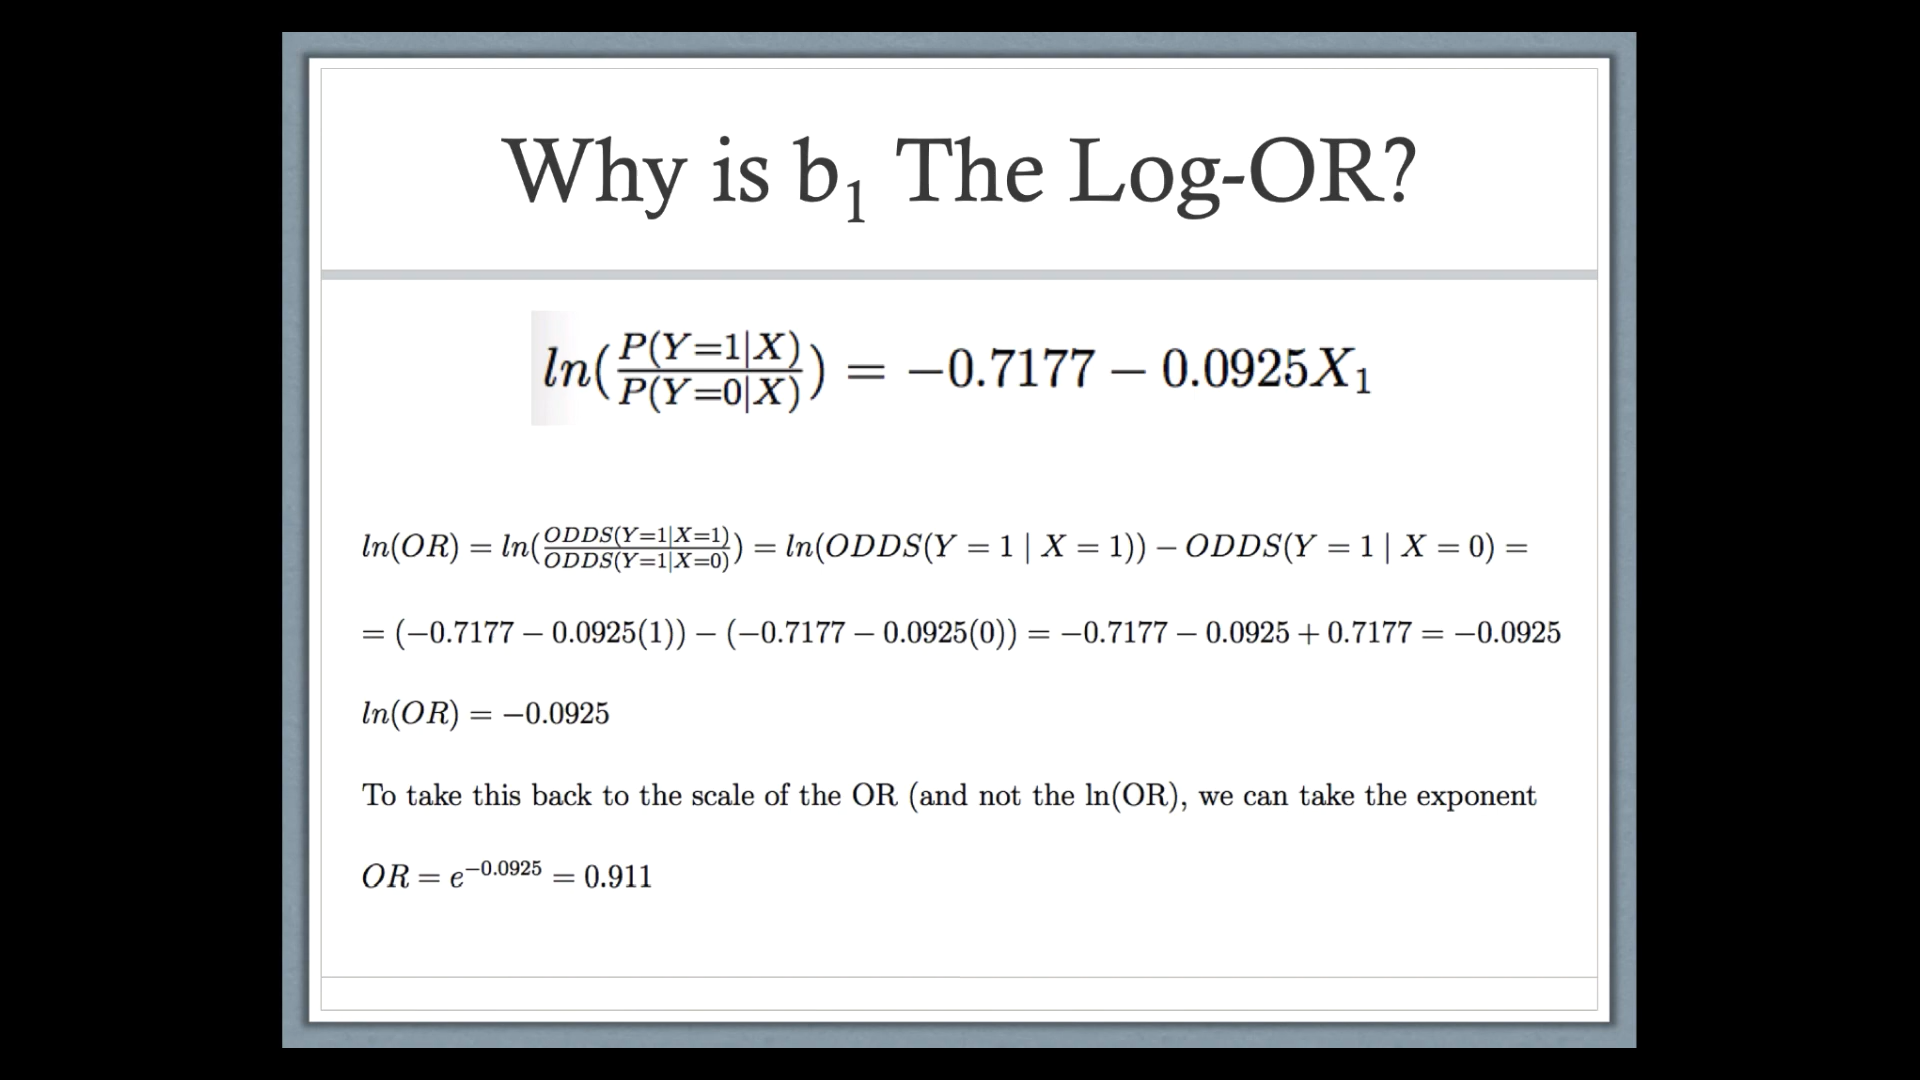 Why is b₁ The Log-OR?
ln(P(Y=1|X)/P(Y=0|X)) = −0.7177 − 0.0925X₁
ln(OR) = ln(ODDS(Y=1|X=1)/ODDS(Y=1|X=0)) = ln(ODDS(Y = 1 | X = 1)) − ODDS(Y = 1 | X = 0) =
= (−0.7177 − 0.0925(1)) − (−0.7177 − 0.0925(0)) = −0.7177 − 0.0925 + 0.7177 = −0.0925
ln(OR) = −0.0925
To take this back to the scale of the OR (and not the ln(OR), we can take the exponent
OR = e^−0.0925 = 0.911